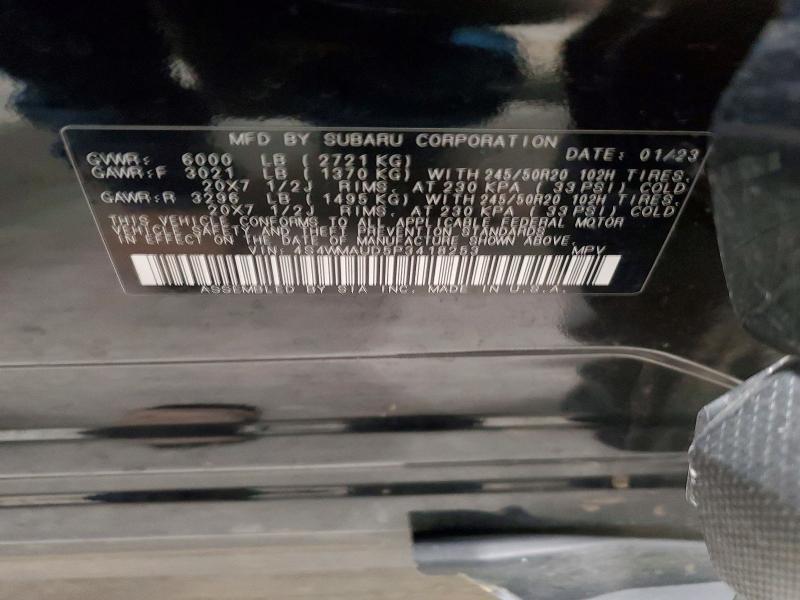 MFD BY SUBARU CORPORATION
GVWR: 6000 LB ( 2721 KG) DATE: 01/23
GAWR:F 3021 LB ( 1370 KG) WITH 245/50R20 102H TIRES.
20X7 1/2J RIMS. AT 230 KPA ( 33 PSI) COLD
GAWR:R 3296 LB ( 1495 KG) WITH 245/50R20 102H TIRES.
20X7 1/2J RIMS. AT 230 KPA ( 33 PSI) COLD
THIS VEHICLE CONFORMS TO ALL APPLICABLE FEDERAL MOTOR
VEHICLE SAFETY AND THEFT PREVENTION STANDARDS
IN EFFECT ON THE DATE OF MANUFACTURE SHOWN ABOVE.
VIN: 4S4WMAUD5P3418253 MPV
ASSEMBLED BY SIA INC. MADE IN U.S.A.